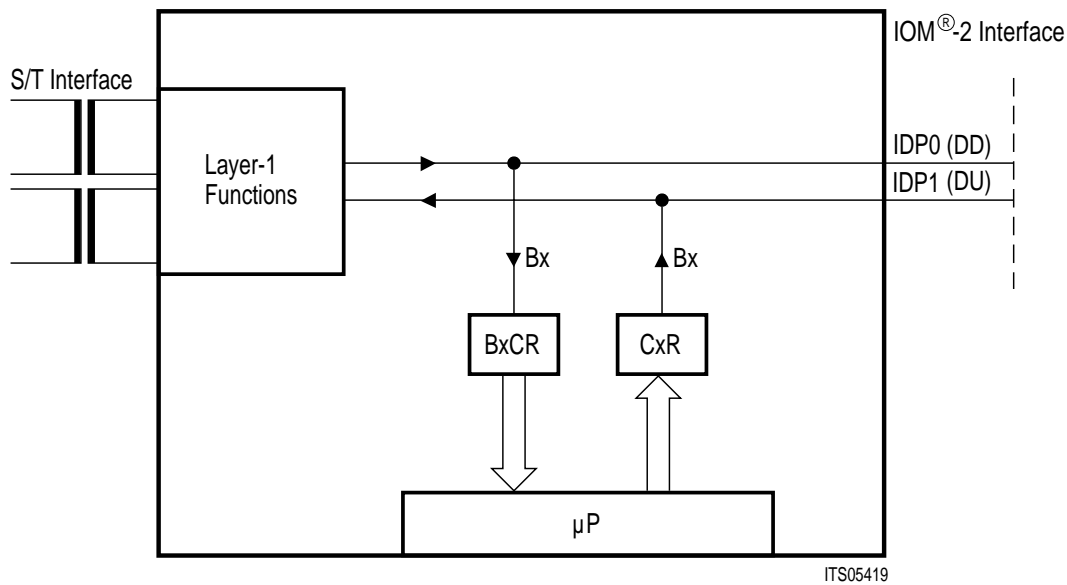 IOM®-2 Interface
S/T Interface
Layer-1
Functions
IDP0 (DD)
IDP1 (DU)
Bx
Bx
BxCR
CxR
µP
ITS05419